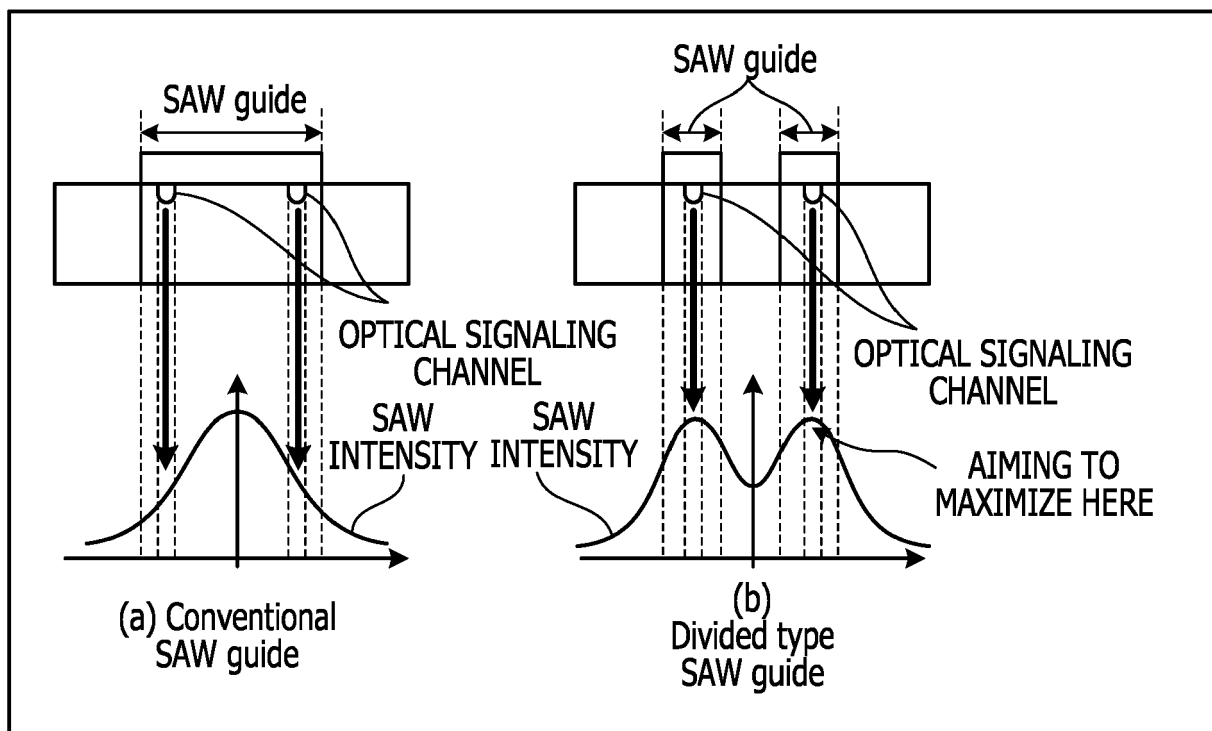 SAW guide
OPTICAL SIGNALING
CHANNEL
SAW
INTENSITY
(a) Conventional
SAW guide
SAW guide
OPTICAL SIGNALING
CHANNEL
SAW
INTENSITY
AIMING TO
MAXIMIZE HERE
(b)
Divided type
SAW guide